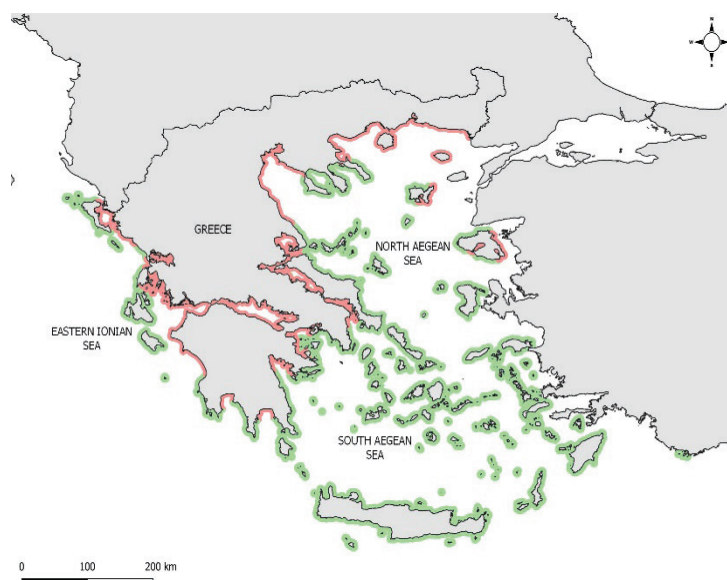 N
W
E
S
GREECE
NORTH AEGEAN
SEA
EASTERN IONIAN
SEA
SOUTH AEGEAN
SEA
0 100 200 km